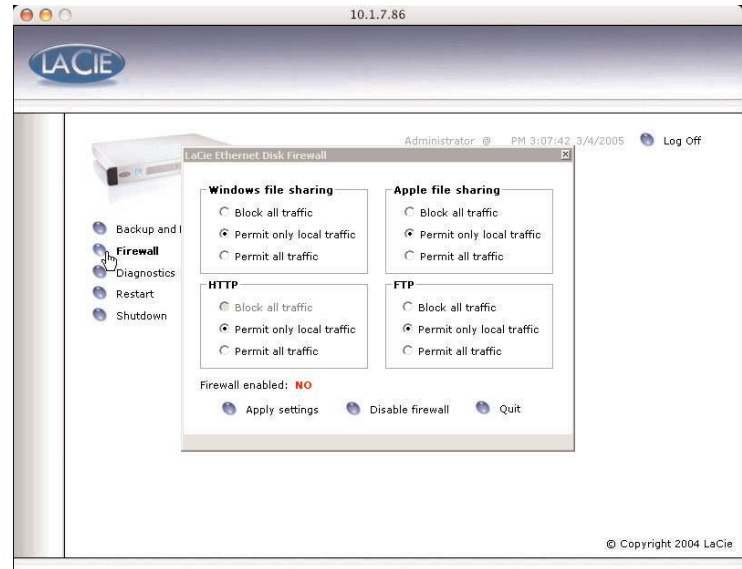 10.1.7.86
LACIE
Administrator @ PM 3:07:42 3/4/2005 Log Off
LaCie Ethernet Disk Firewall
Backup and
Firewall
Diagnostics
Restart
Shutdown
Windows file sharing
Block all traffic
Permit only local traffic
Permit all traffic
Apple file sharing
Block all traffic
Permit only local traffic
Permit all traffic
HTTP
Block all traffic
Permit only local traffic
Permit all traffic
FTP
Block all traffic
Permit only local traffic
Permit all traffic
Firewall enabled: NO
Apply settings Disable firewall Quit
© Copyright 2004 LaCie